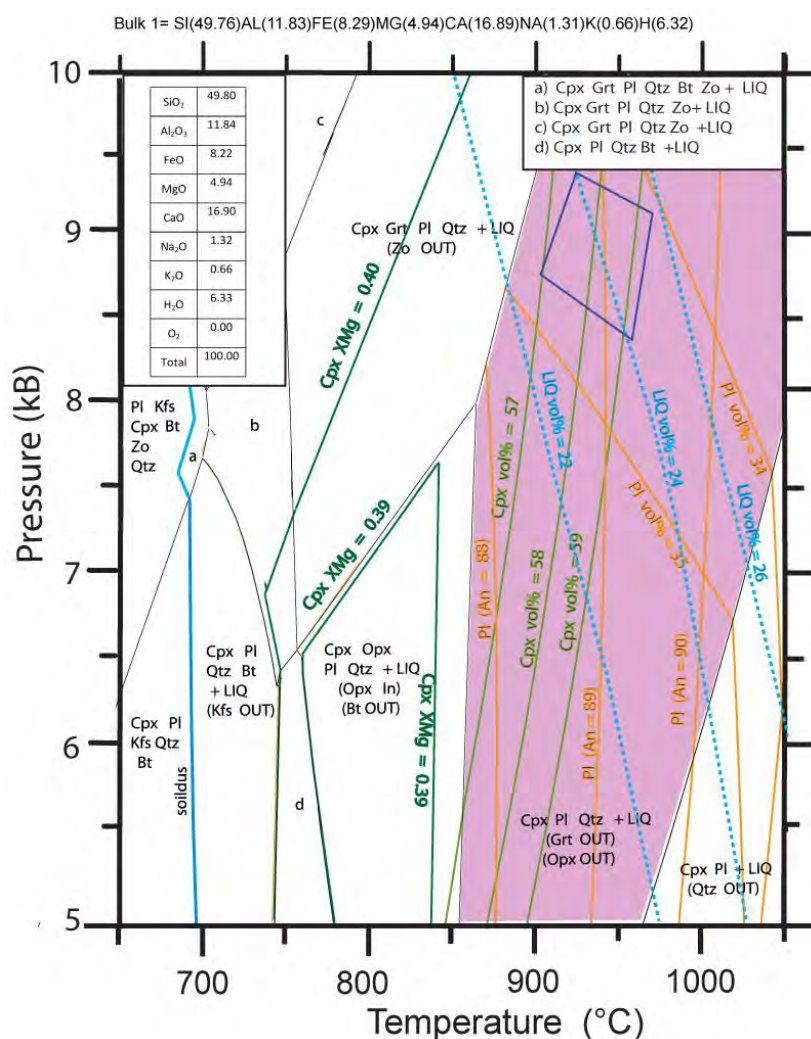 Bulk 1= SI(49.76)AL(11.83)FE(8.29)MG(4.94)CA(16.89)NA(1.31)K(0.66)H(6.32)
10
9
8
7
6
5
Pressure (kB)
SiO2 49.80
Al2O3 11.84
FeO 8.22
MgO 4.94
CaO 16.90
Na2O 1.32
K2O 0.66
H2O 6.33
O2 0.00
Total 100.00
a) Cpx Grt Pl Qtz Bt Zo + LIQ
b) Cpx Grt Pl Qtz Zo+ LIQ
c) Cpx Grt Pl Qtz Zo +LIQ
d) Cpx Pl Qtz Bt +LIQ
c
Cpx Grt Pl Qtz +LIQ
(Zo OUT)
Cpx XMg = 0.40
Pl Kfs
Cpx Bt
Zo
Qtz
a
b
Cpx XMg = 0.39
Cpx vol% = 57
LIQ vol% = 22
LIQ vol% = 24
Pl vol% = 34
Pl vol% = 35
LIQ vol% = 26
Cpx vol% = 58
Cpx vol% = 59
Pl (An = 88)
Pl (An = 89)
Pl (An = 90)
Cpx Pl
Qtz Bt
+LIQ
(Kfs OUT)
Cpx Opx
Pl Qtz +LIQ
(Opx In)
(Bt OUT)
Cpx XMg = 0.39
Cpx Pl
Kfs Qtz
Bt
soildus
d
Cpx Pl Qtz +LIQ
(Grt OUT)
(Opx OUT)
Cpx Pl +LIQ
(Qtz OUT)
700
800
900
1000
Temperature (°C)